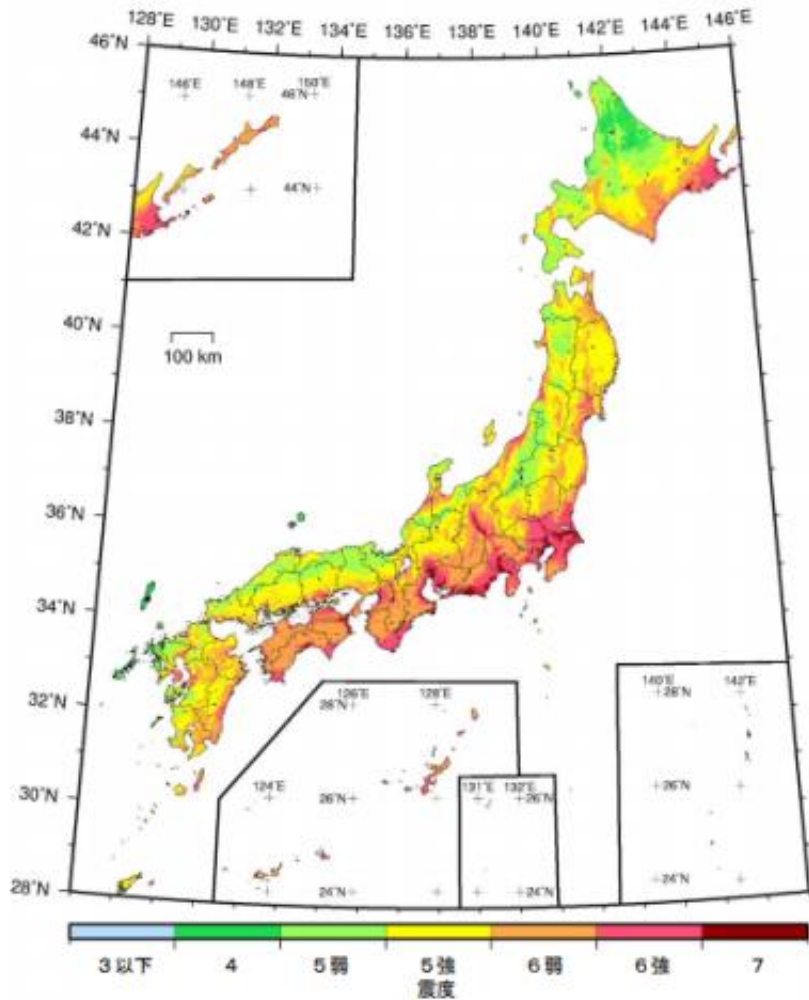 128°E 130°E 132°E 134°E 136°E 138°E 140°E 142°E 144°E 146°E
46°N
146°E 148°E 150°E
46°N
44°N
44°N
42°N
40°N
100 km
38°N
36°N
34°N
32°N
126°E 128°E
28°N
140°E 142°E
28°N
124°E
26°N
131°E 132°E
26°N
26°N
30°N
24°N
24°N
24°N
28°N
3以下 4 5弱 5強 6弱 6強 7
震度